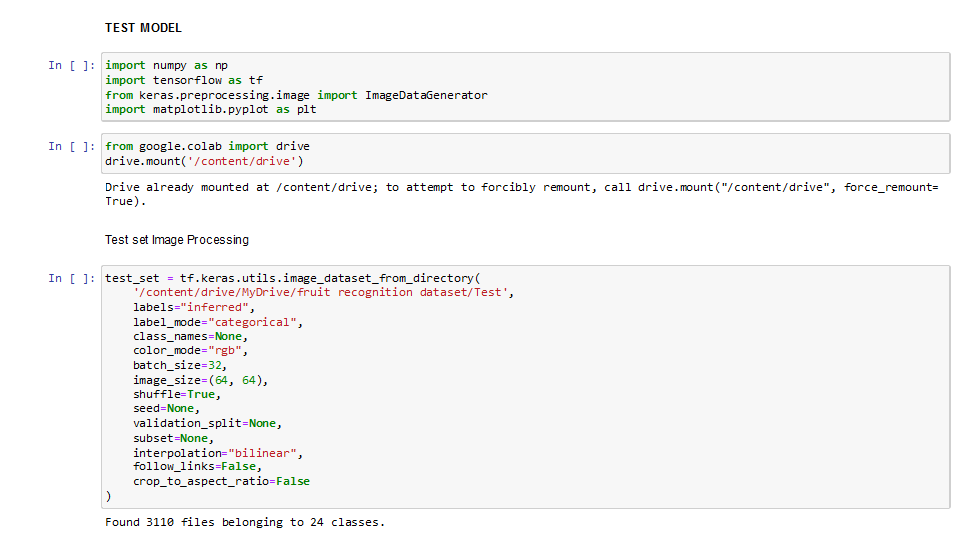 TEST MODEL
In [ ]: import numpy as np
import tensorflow as tf
from keras.preprocessing.image import ImageDataGenerator
import matplotlib.pyplot as plt
In [ ]: from google.colab import drive
drive.mount('/content/drive')
Drive already mounted at /content/drive; to attempt to forcibly remount, call drive.mount("/content/drive", force_remount=
True).
Test set Image Processing
In [ ]: test_set = tf.keras.utils.image_dataset_from_directory(
'/content/drive/MyDrive/fruit recognition dataset/Test',
labels="inferred",
label_mode="categorical",
class_names=None,
color_mode="rgb",
batch_size=32,
image_size=(64, 64),
shuffle=True,
seed=None,
validation_split=None,
subset=None,
interpolation="bilinear",
follow_links=False,
crop_to_aspect_ratio=False
)
Found 3110 files belonging to 24 classes.